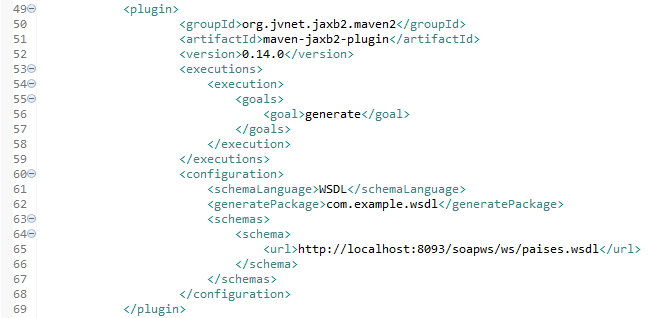 49 <plugin>
50 <groupId>org.jvnet.jaxb2.maven2</groupId>
51 <artifactId>maven-jaxb2-plugin</artifactId>
52 <version>0.14.0</version>
53 <executions>
54 <execution>
55 <goals>
56 <goal>generate</goal>
57 </goals>
58 </execution>
59 </executions>
60 <configuration>
61 <schemaLanguage>WSDL</schemaLanguage>
62 <generatePackage>com.example.wsdl</generatePackage>
63 <schemas>
64 <schema>
65 <url>http://localhost:8093/soapws/ws/paises.wsdl</url>
66 </schema>
67 </schemas>
68 </configuration>
69 </plugin>